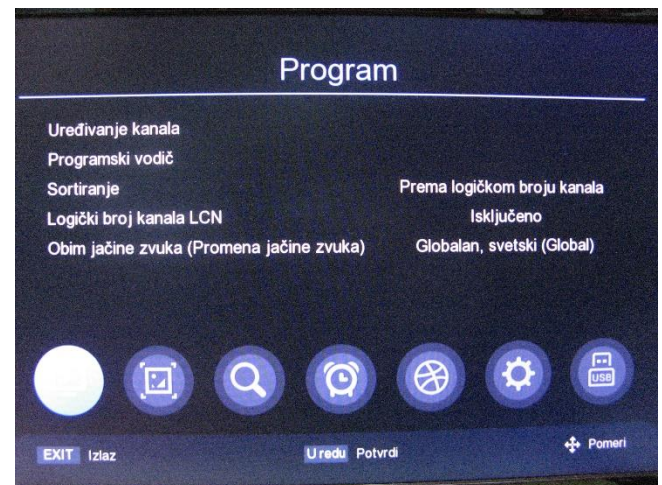 Program
Uređivanje kanala
Programski vodič
Sortiranje Prema logičkom broju kanala
Logički broj kanala LCN Isključeno
Obim jačine zvuka (Promena jačine zvuka) Globalan, svetski (Global)
USB
EXIT Izlaz U redu Potvrdi Pomeri